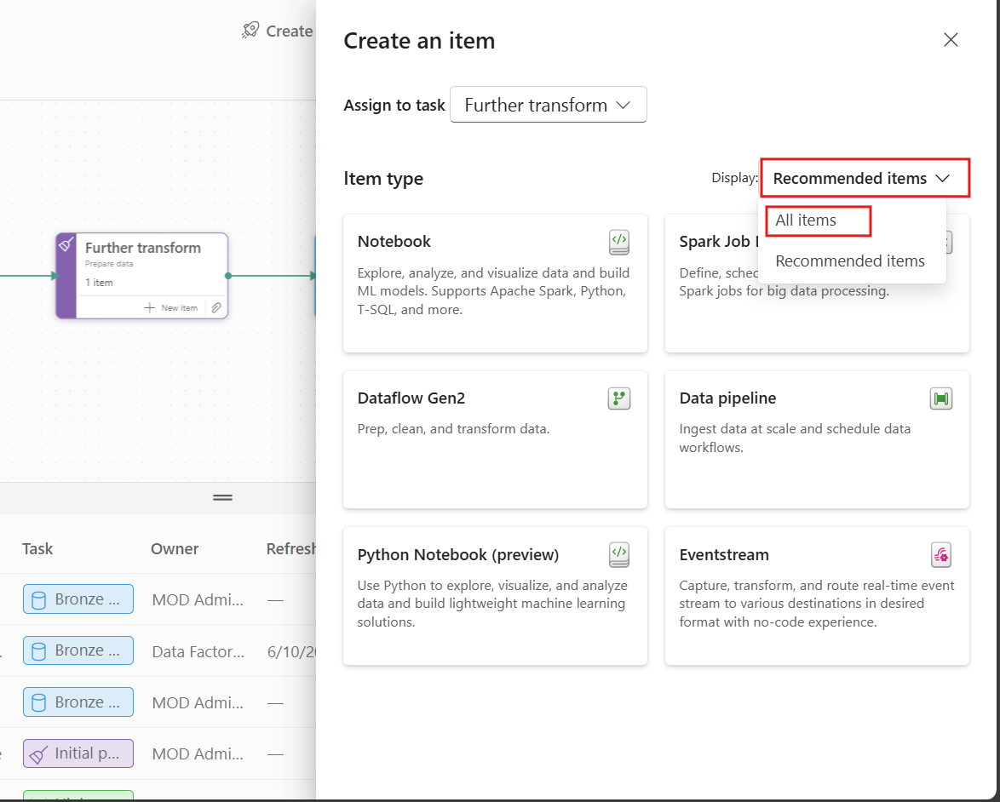 Create
Further transform
Prepare data
1 item
New item
Task Owner Refresh
Bronze ... MOD Admi... —
Bronze ... Data Factor... 6/10/20
Bronze ... MOD Admi... —
Initial p... MOD Admi... —
Create an item
Assign to task Further transform
Item type
Display: Recommended items
All items
Recommended items
Notebook
Explore, analyze, and visualize data and build
ML models. Supports Apache Spark, Python,
T-SQL, and more.
Spark Job
Define,
Spark jobs for big data processing.
Dataflow Gen2
Prep, clean, and transform data.
Data pipeline
Ingest data at scale and schedule data
workflows.
Python Notebook (preview)
Use Python to explore, visualize, and analyze
data and build lightweight machine learning
solutions.
Eventstream
Capture, transform, and route real-time event
stream to various destinations in desired
format with no-code experience.